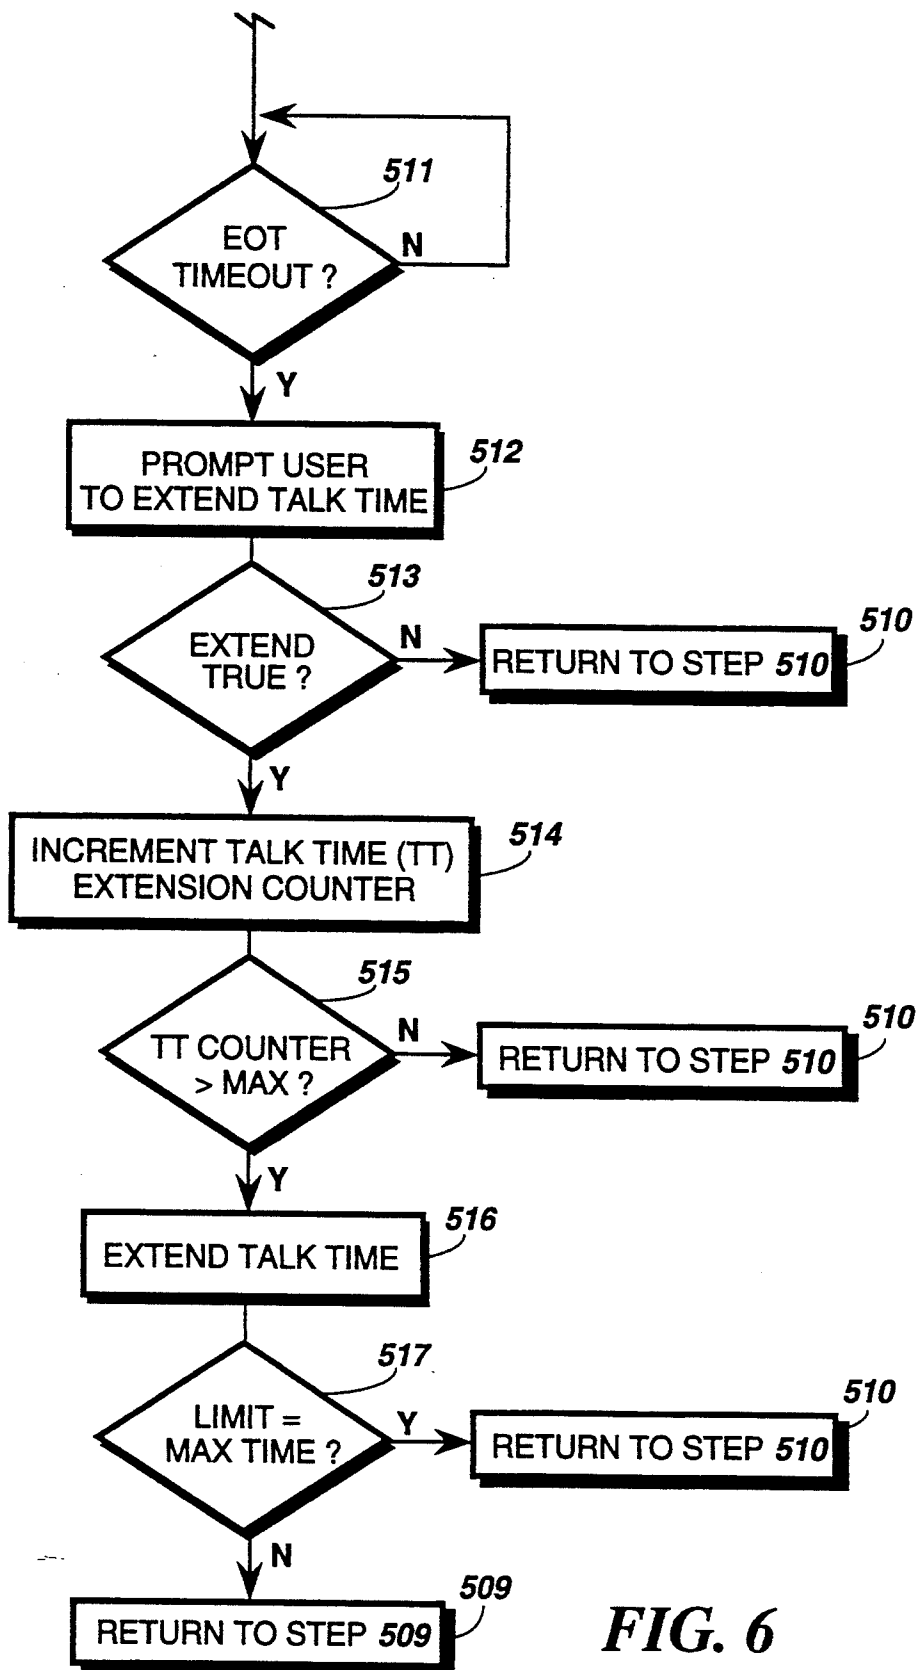 511
EOT
TIMEOUT ?
N
Y
PROMPT USER
TO EXTEND TALK TIME
512
513
EXTEND
TRUE ?
N
RETURN TO STEP 510
510
Y
INCREMENT TALK TIME (TT)
EXTENSION COUNTER
514
515
TT COUNTER
> MAX ?
N
RETURN TO STEP 510
510
Y
EXTEND TALK TIME
516
517
LIMIT =
MAX TIME ?
Y
RETURN TO STEP 510
510
N
RETURN TO STEP 509
509
FIG. 6